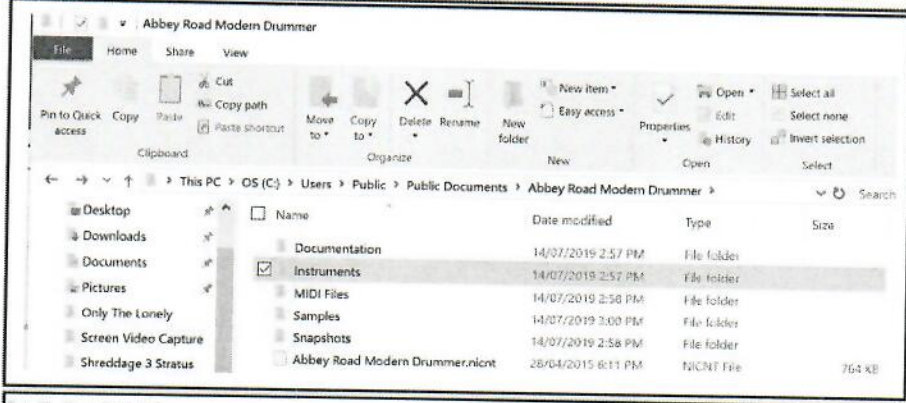 Abbey Road Modern Drummer
File Home Share View
Pin to Quick access
Copy
Paste
Cut
Copy path
Paste shortcut
Clipboard
Move to
Copy to
Delete
Rename
Organize
New folder
New item
Easy access
New
Properties
Open
Edit
History
Open
Select all
Select none
Invert selection
Select
This PC > OS (C:) > Users > Public > Public Documents > Abbey Road Modern Drummer >
Search
Desktop
Downloads
Documents
Pictures
Only The Lonely
Screen Video Capture
Shreddage 3 Stratus
Name Date modified Type Size
Documentation 14/07/2019 2:57 PM File folder
Instruments 14/07/2019 2:57 PM File folder
MIDI Files 14/07/2019 2:58 PM File folder
Samples 14/07/2019 3:00 PM File folder
Snapshots 14/07/2019 2:58 PM File folder
Abbey Road Modern Drummer.nicnt 28/04/2015 6:11 PM NICNT File 764 KB